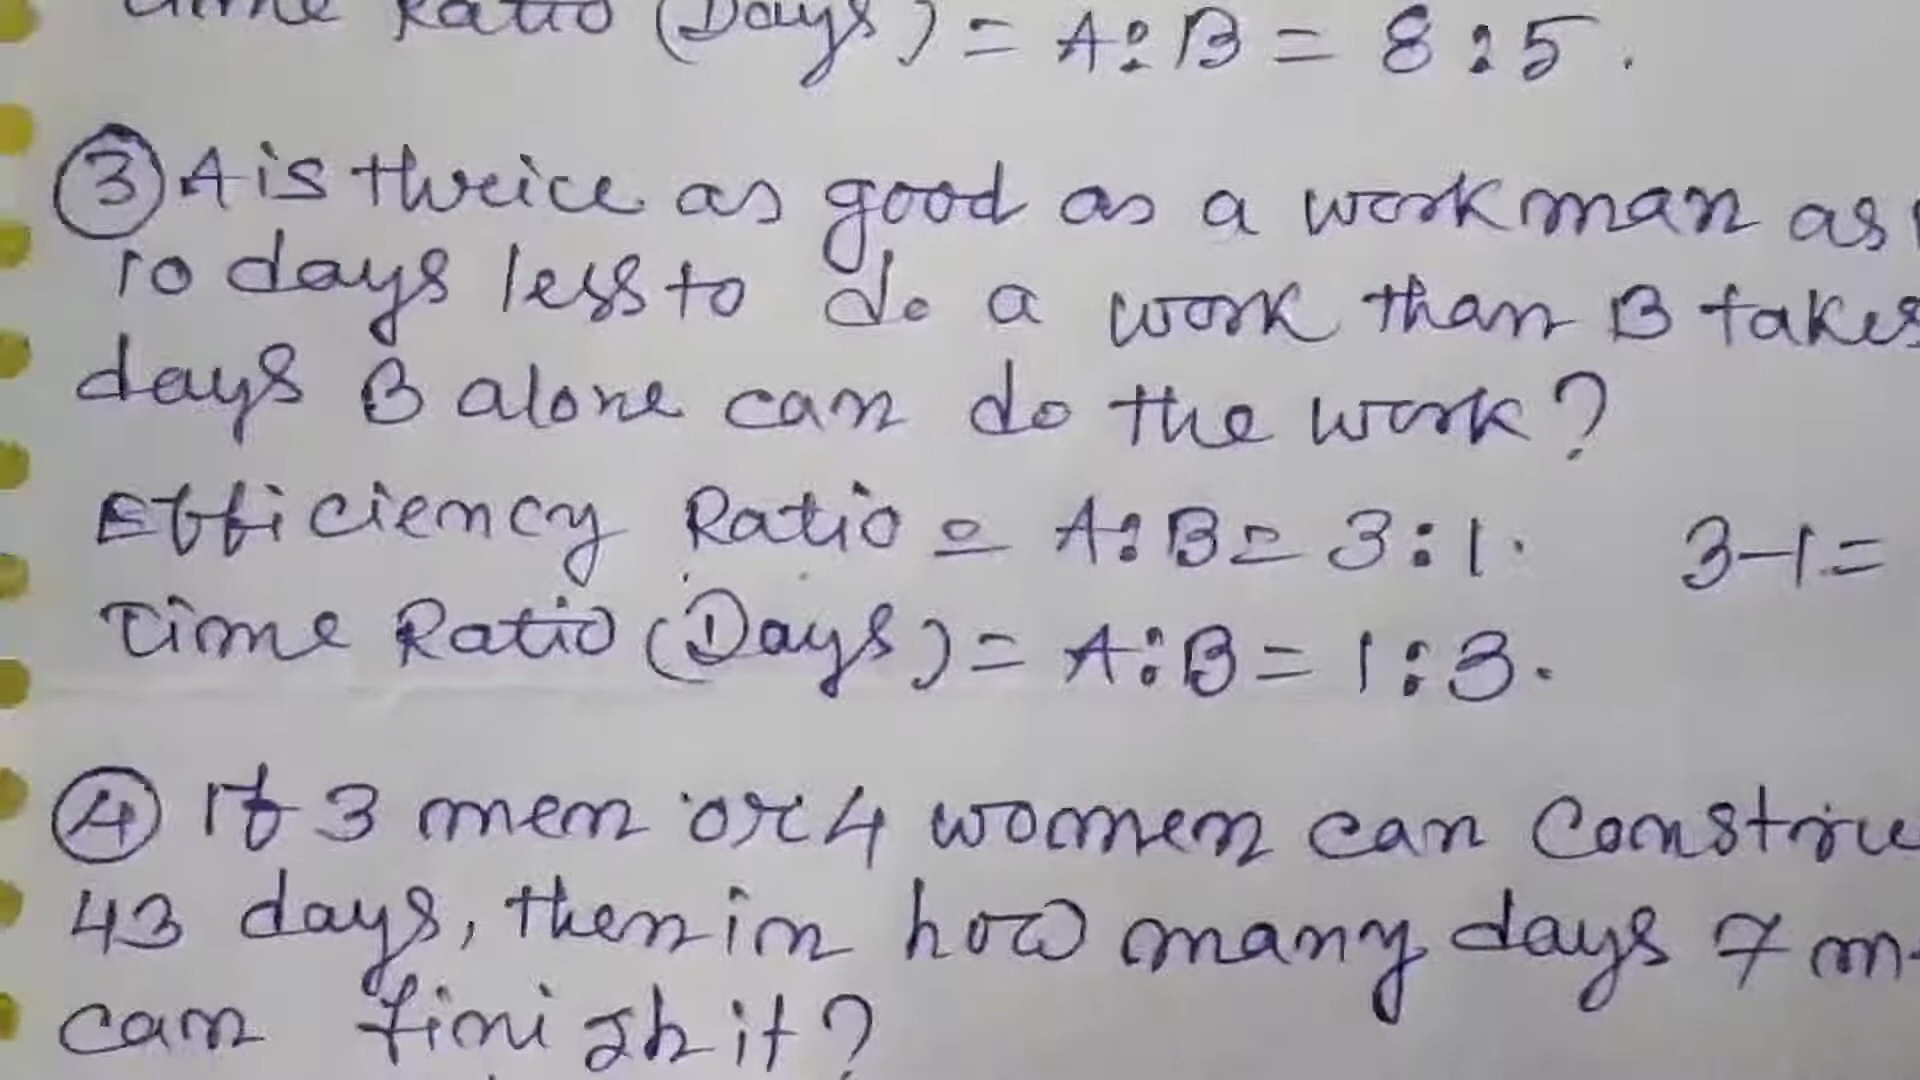 Time Ratio (Days) = A:B = 8:5.
③ A is thrice as good as a workman as
10 days less to do a work than B takes
days B alone can do the work?
Efficiency Ratio = A:B = 3:1. 3-1=
Time Ratio (Days) = A:B = 1:3.
④ If 3 men or 4 women can constru
43 days, then in how many days 7 m
can finish it?